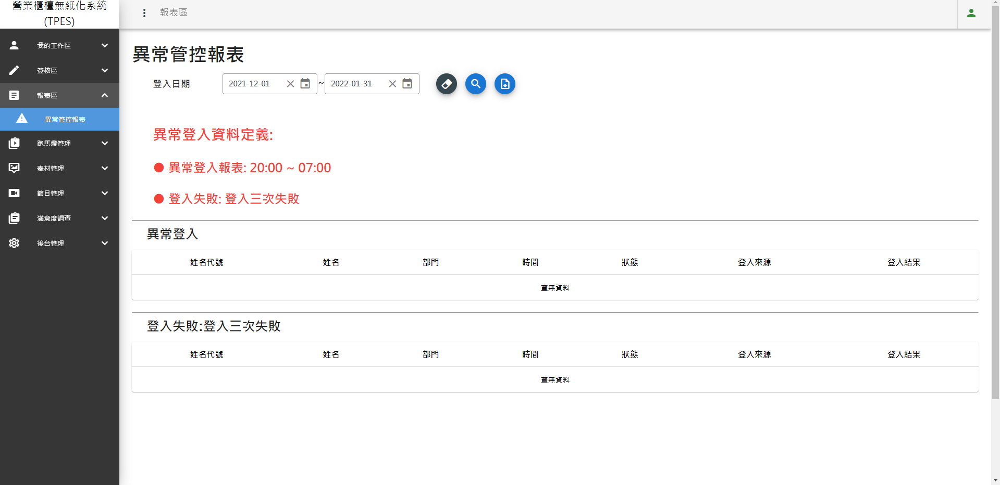 營業櫃檯無紙化系統
(TPES)
報表區
我的工作區
簽核區
報表區
異常管控報表
跑馬燈管理
素材管理
節目管理
滿意度調查
後台管理
異常管控報表
登入日期 2021-12-01 ~ 2022-01-31
異常登入資料定義:
● 異常登入報表: 20:00 ~ 07:00
● 登入失敗: 登入三次失敗
異常登入
姓名代號 姓名 部門 時間 狀態 登入來源 登入結果
查無資料
登入失敗:登入三次失敗
姓名代號 姓名 部門 時間 狀態 登入來源 登入結果
查無資料